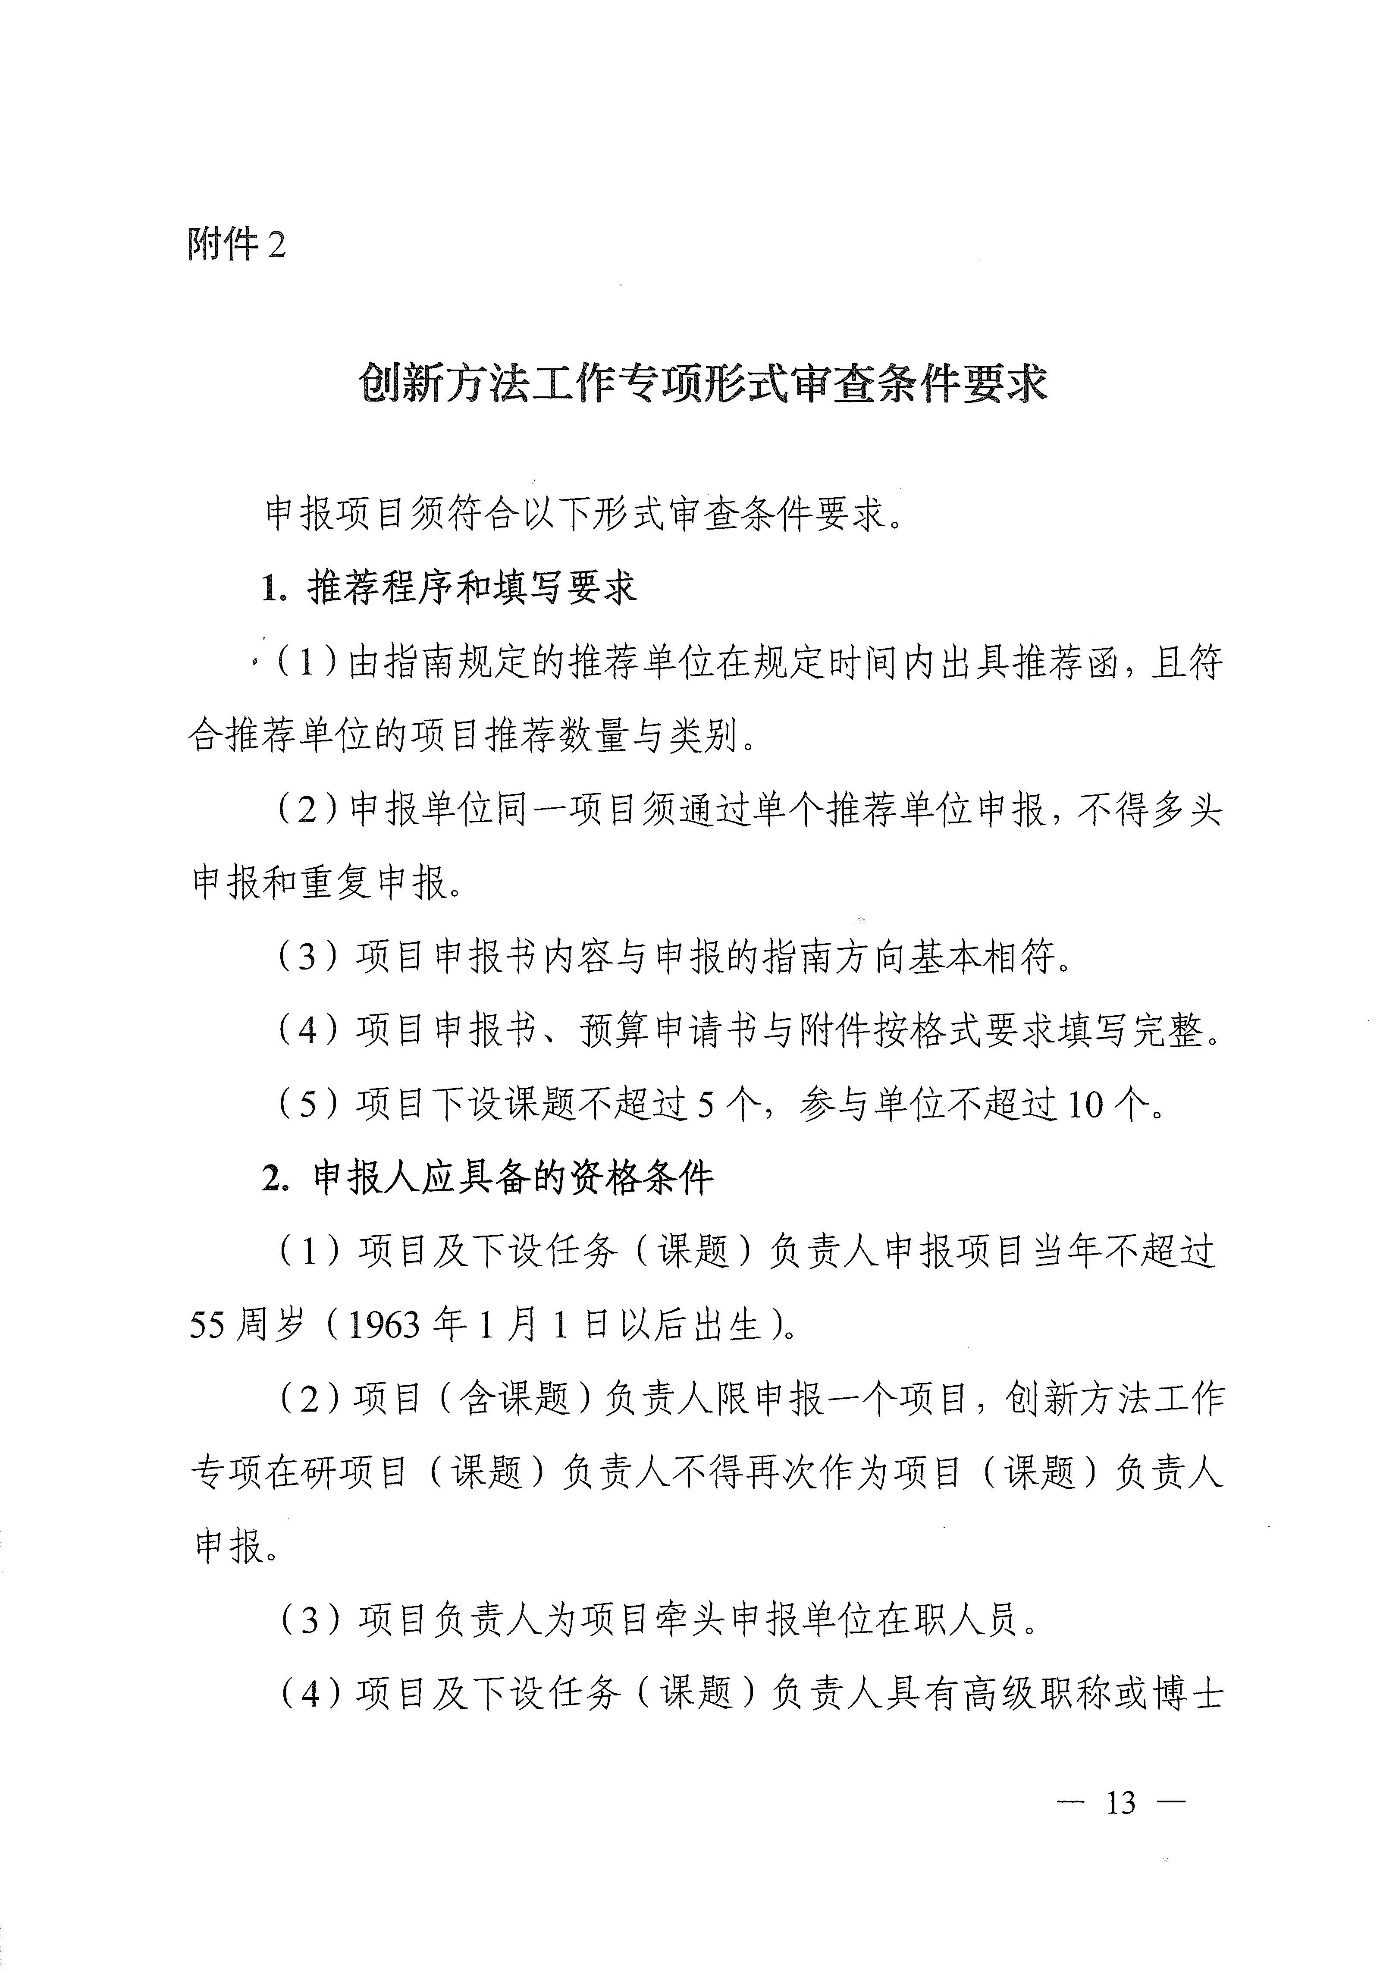 附件2
创新方法工作专项形式审查条件要求
申报项目须符合以下形式审查条件要求。
1. 推荐程序和填写要求
（1）由指南规定的推荐单位在规定时间内出具推荐函，且符
合推荐单位的项目推荐数量与类别。
（2）申报单位同一项目须通过单个推荐单位申报，不得多头
申报和重复申报。
（3）项目申报书内容与申报的指南方向基本相符。
（4）项目申报书、预算申请书与附件按格式要求填写完整。
（5）项目下设课题不超过5个，参与单位不超过10个。
2. 申报人应具备的资格条件
（1）项目及下设任务（课题）负责人申报项目当年不超过
55周岁（1963年1月1日以后出生）。
（2）项目（含课题）负责人限申报一个项目，创新方法工作
专项在研项目（课题）负责人不得再次作为项目（课题）负责人
申报。
（3）项目负责人为项目牵头申报单位在职人员。
（4）项目及下设任务（课题）负责人具有高级职称或博士
— 13 —